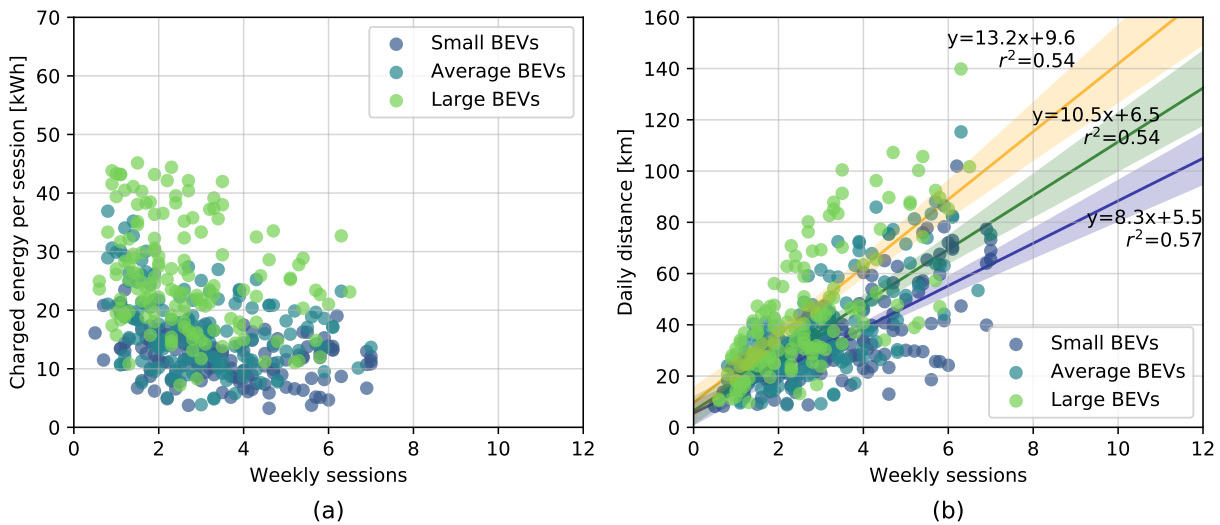 70
60
50
40
30
20
10
0
Charged energy per session [kWh]
Small BEVs
Average BEVs
Large BEVs
0 2 4 6 8 10 12
Weekly sessions
(a)
160
140
120
100
80
60
40
20
0
Daily distance [km]
y=13.2x+9.6
r²=0.54
y=10.5x+6.5
r²=0.54
y=8.3x+5.5
r²=0.57
Small BEVs
Average BEVs
Large BEVs
0 2 4 6 8 10 12
Weekly sessions
(b)